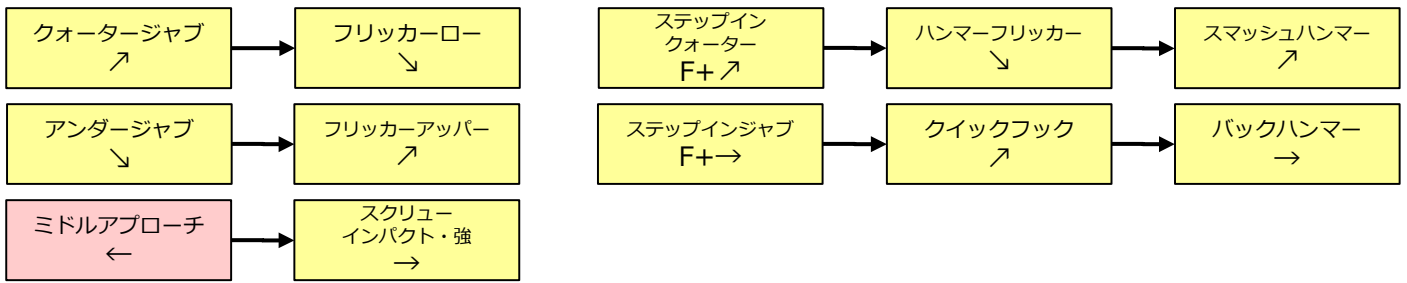 クォータージャブ
↗
フリッカーロー
↘
ステップイン
クォーター
F+↗
ハンマーフリッカー
↘
スマッシュハンマー
↗
アンダージャブ
↘
フリッカーアッパー
↗
ステップインジャブ
F+→
クイックフック
↗
バックハンマー
→
ミドルアプローチ
←
スクリュー
インパクト・強
→